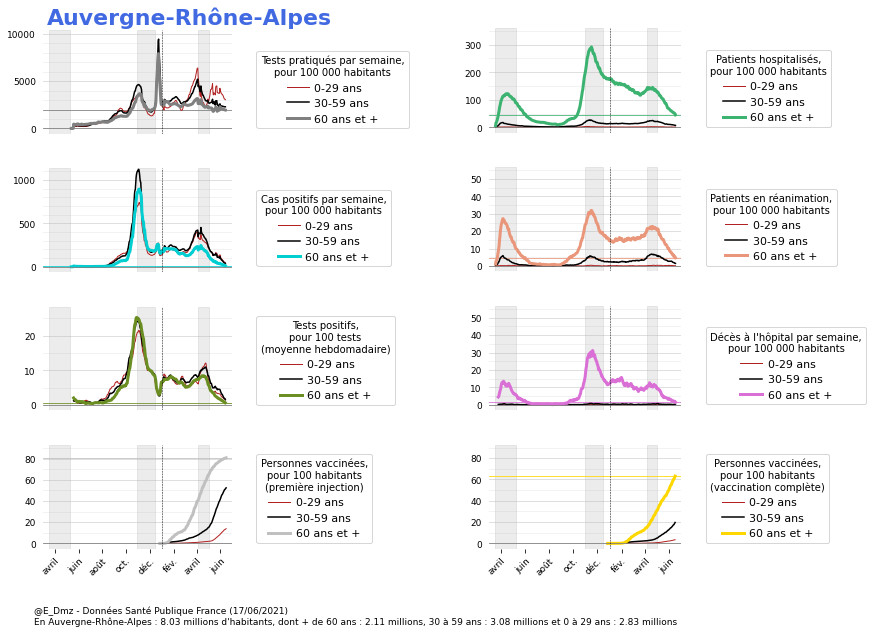 Auvergne-Rhône-Alpes
10000
5000
0
Tests pratiqués par semaine,
pour 100 000 habitants
0-29 ans
30-59 ans
60 ans et +
300
200
100
0
Patients hospitalisés,
pour 100 000 habitants
0-29 ans
30-59 ans
60 ans et +
1000
500
0
Cas positifs par semaine,
pour 100 000 habitants
0-29 ans
30-59 ans
60 ans et +
50
40
30
20
10
0
Patients en réanimation,
pour 100 000 habitants
0-29 ans
30-59 ans
60 ans et +
20
10
0
Tests positifs,
pour 100 tests
(moyenne hebdomadaire)
0-29 ans
30-59 ans
60 ans et +
50
40
30
20
10
0
Décès à l'hôpital par semaine,
pour 100 000 habitants
0-29 ans
30-59 ans
60 ans et +
80
60
40
20
0
avril
juin
août
oct.
déc.
fév.
avril
juin
Personnes vaccinées,
pour 100 habitants
(première injection)
0-29 ans
30-59 ans
60 ans et +
80
60
40
20
0
avril
juin
août
oct.
déc.
fév.
avril
juin
Personnes vaccinées,
pour 100 habitants
(vaccination complète)
0-29 ans
30-59 ans
60 ans et +
@E_Dmz - Données Santé Publique France (17/06/2021)
En Auvergne-Rhône-Alpes : 8.03 millions d'habitants, dont + de 60 ans : 2.11 millions, 30 à 59 ans : 3.08 millions et 0 à 29 ans : 2.83 millions